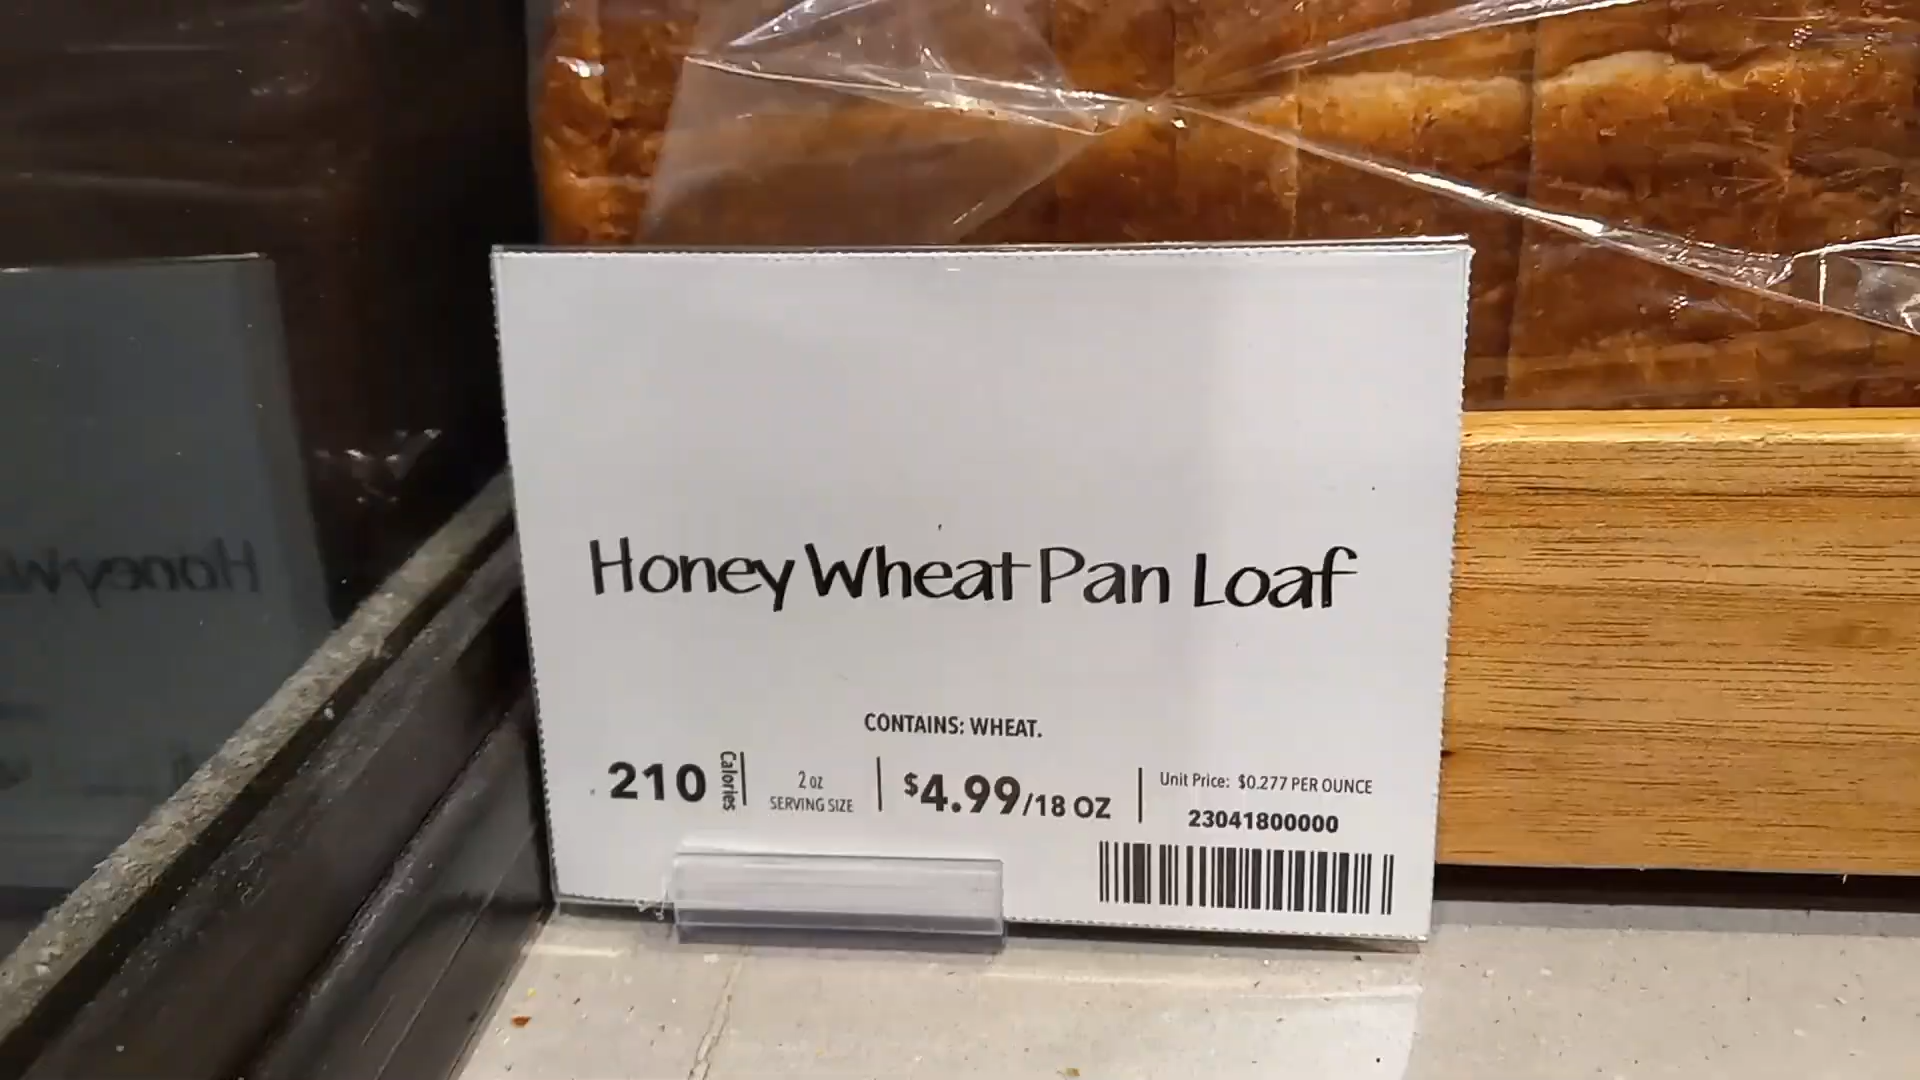 Honey Wheat Pan Loaf
CONTAINS: WHEAT.
210 Calories
2 oz
SERVING SIZE
$4.99/18 OZ
Unit Price: $0.277 PER OUNCE
23041800000
Honey W